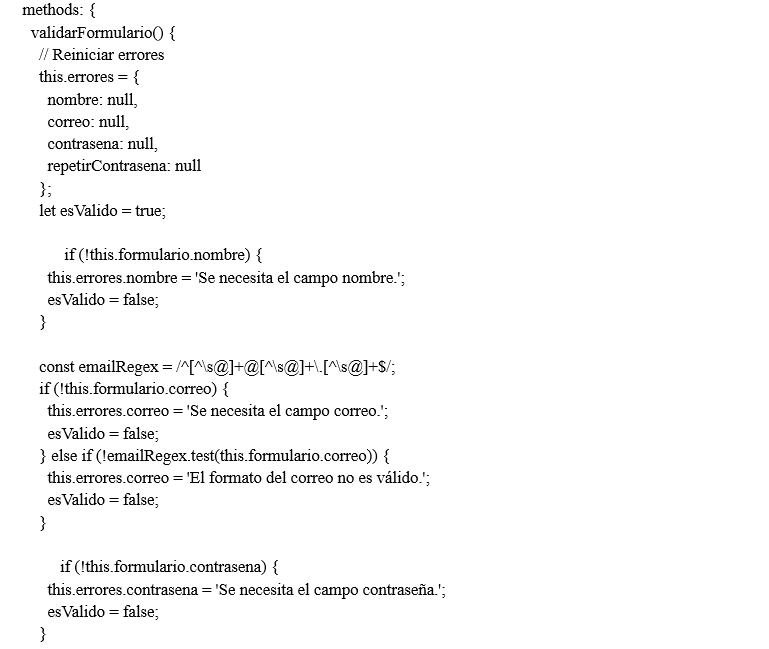 methods: {
validarFormulario() {
// Reiniciar errores
this.errores = {
nombre: null,
correo: null,
contrasena: null,
repetirContrasena: null
};
let esValido = true;
if (!this.formulario.nombre) {
this.errores.nombre = 'Se necesita el campo nombre.';
esValido = false;
}
const emailRegex = /^[^\s@]+@[^\s@]+\.[^\s@]+$/;
if (!this.formulario.correo) {
this.errores.correo = 'Se necesita el campo correo.';
esValido = false;
} else if (!emailRegex.test(this.formulario.correo)) {
this.errores.correo = 'El formato del correo no es válido.';
esValido = false;
}
if (!this.formulario.contrasena) {
this.errores.contrasena = 'Se necesita el campo contraseña.';
esValido = false;
}